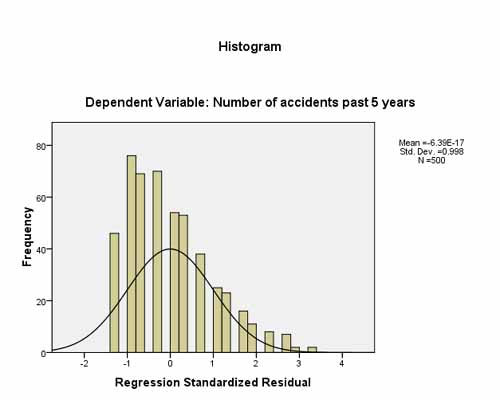 Histogram
Dependent Variable: Number of accidents past 5 years
Mean =-6.39E-17
Std. Dev. =0.998
N =500
Frequency
80
60
40
20
0
-2 -1 0 1 2 3 4
Regression Standardized Residual